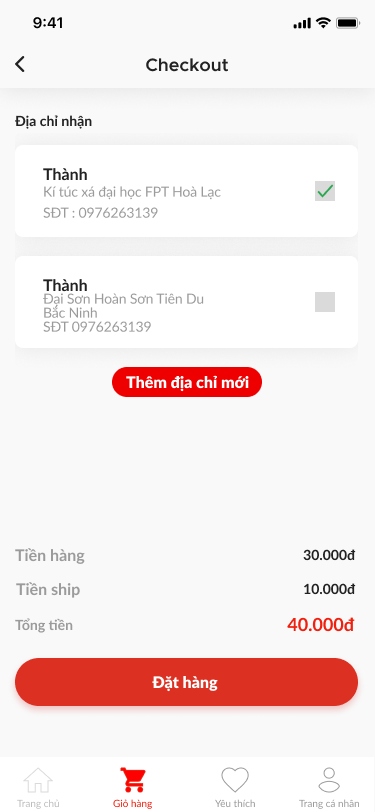 9:41
Checkout
Địa chỉ nhận
Thành
Kí túc xá đại học FPT Hoà Lạc
SĐT : 0976263139
Thành
Đại Sơn Hoàn Sơn Tiên Du
Bắc Ninh
SĐT 0976263139
Thêm địa chỉ mới
Tiền hàng 30.000đ
Tiền ship 10.000đ
Tổng tiền 40.000đ
Đặt hàng
Trang chủ Giỏ hàng Yêu thích Trang cá nhân